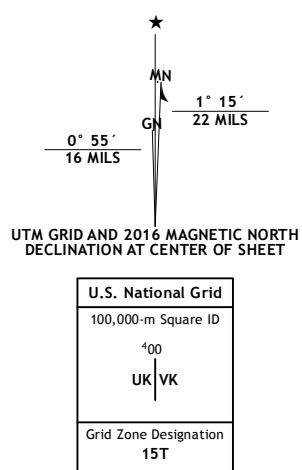 ★
MN
1° 15´
22 MILS
GN
0° 55´
16 MILS
UTM GRID AND 2016 MAGNETIC NORTH
DECLINATION AT CENTER OF SHEET
U.S. National Grid
100,000-m Square ID
⁴00
UK VK
Grid Zone Designation
15T